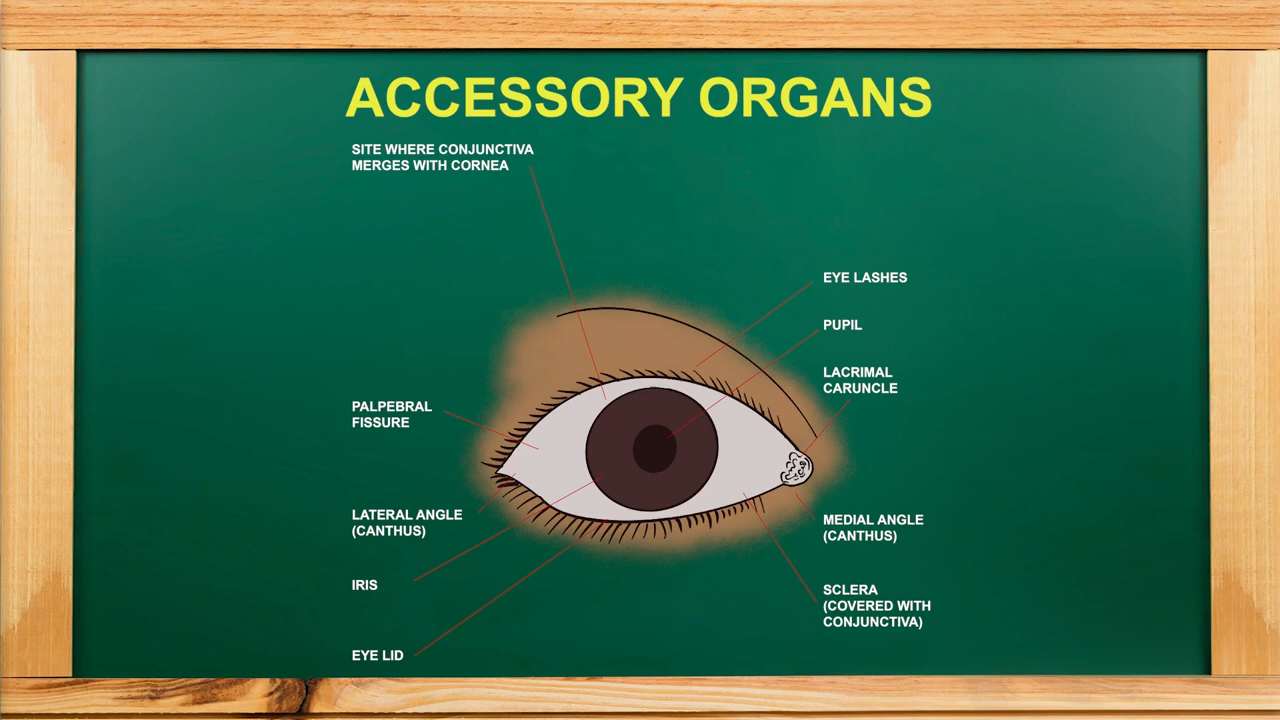 ACCESSORY ORGANS
SITE WHERE CONJUNCTIVA
MERGES WITH CORNEA
EYE LASHES
PUPIL
LACRIMAL
CARUNCLE
PALPEBRAL
FISSURE
LATERAL ANGLE
(CANTHUS)
MEDIAL ANGLE
(CANTHUS)
IRIS
SCLERA
(COVERED WITH
CONJUNCTIVA)
EYE LID